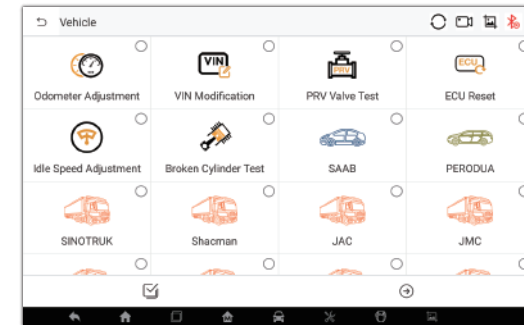 Vehicle
VIN
PRV
ECU
Odometer Adjustment
VIN Modification
PRV Valve Test
ECU Reset
Idle Speed Adjustment
Broken Cylinder Test
SAAB
PERODUA
SINOTRUK
Shacman
JAC
JMC